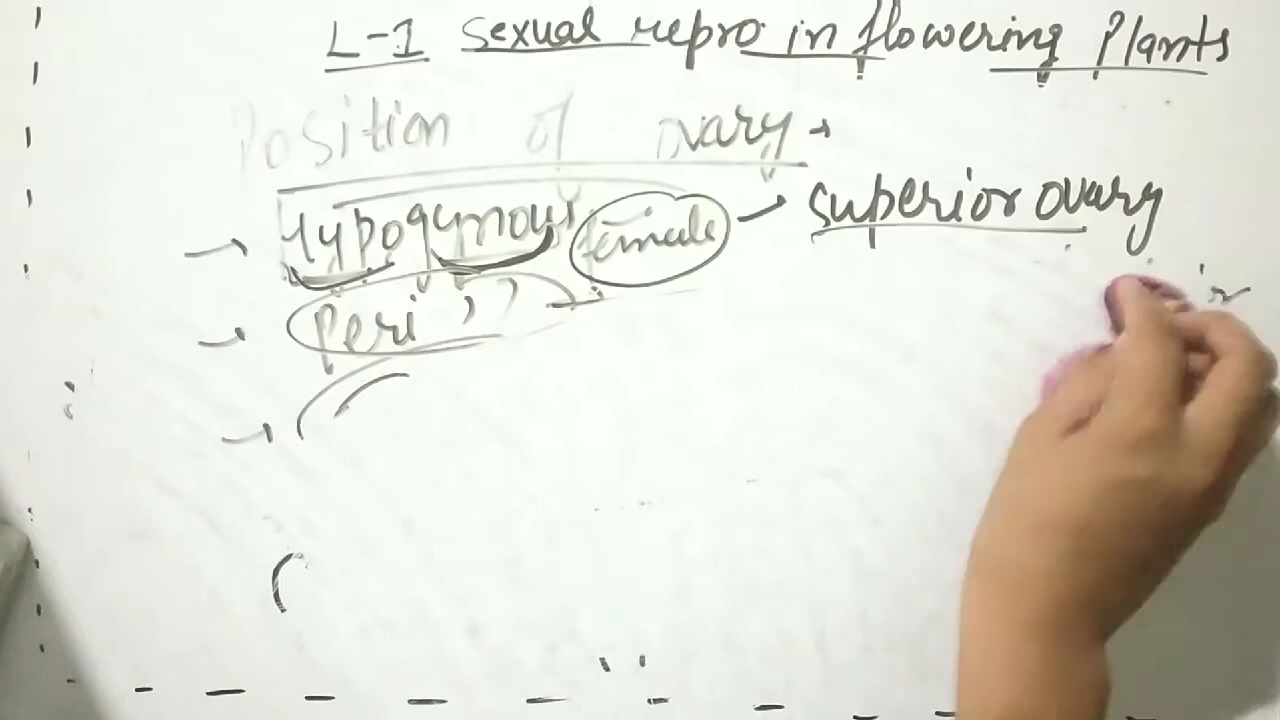 L-1 Sexual repro in flowering Plants
Position of ovary →
→ Hypogynous female → superior ovary
→ Peri ,,
→